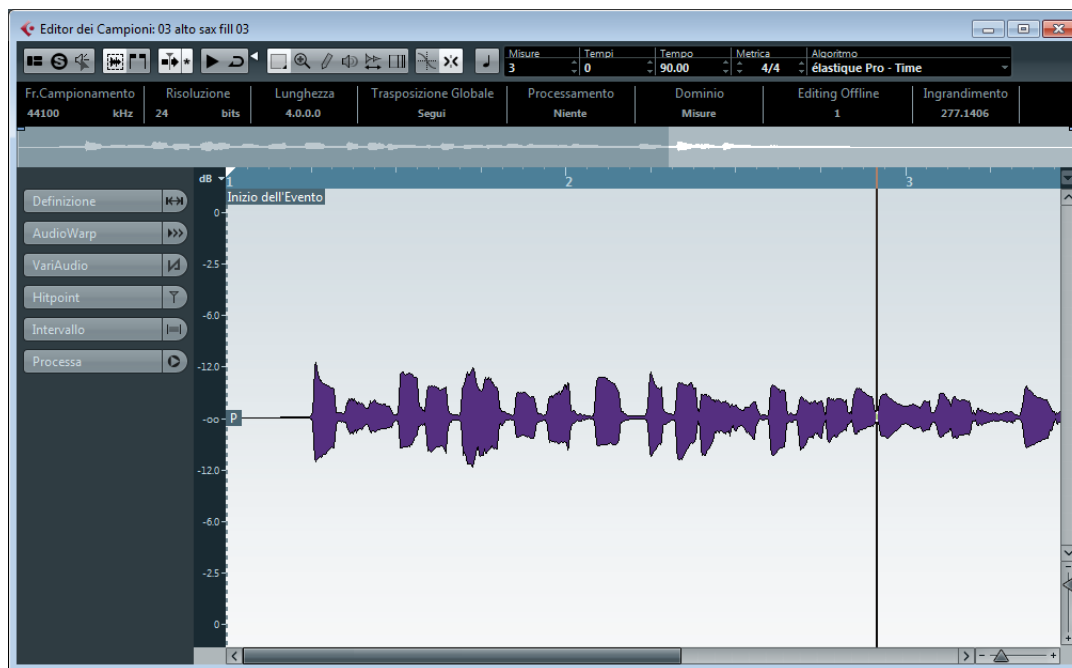 Editor dei Campioni: 03 alto sax fill 03
Misure Tempi Tempo Metrica Algoritmo
3 0 90.00 4/4 élastique Pro - Time
Fr.Campionamento Risoluzione Lunghezza Trasposizione Globale Processamento Dominio Editing Offline Ingrandimento
44100 kHz 24 bits 4.0.0.0 Segui Niente Misure 1 277.1406
dB 1 2 3
Inizio dell'Evento
Definizione
0
AudioWarp
VariAudio
-2.5
Hitpoint
-6.0
Intervallo
Processa
-12.0
-oo P
-12.0
-6.0
-2.5
0